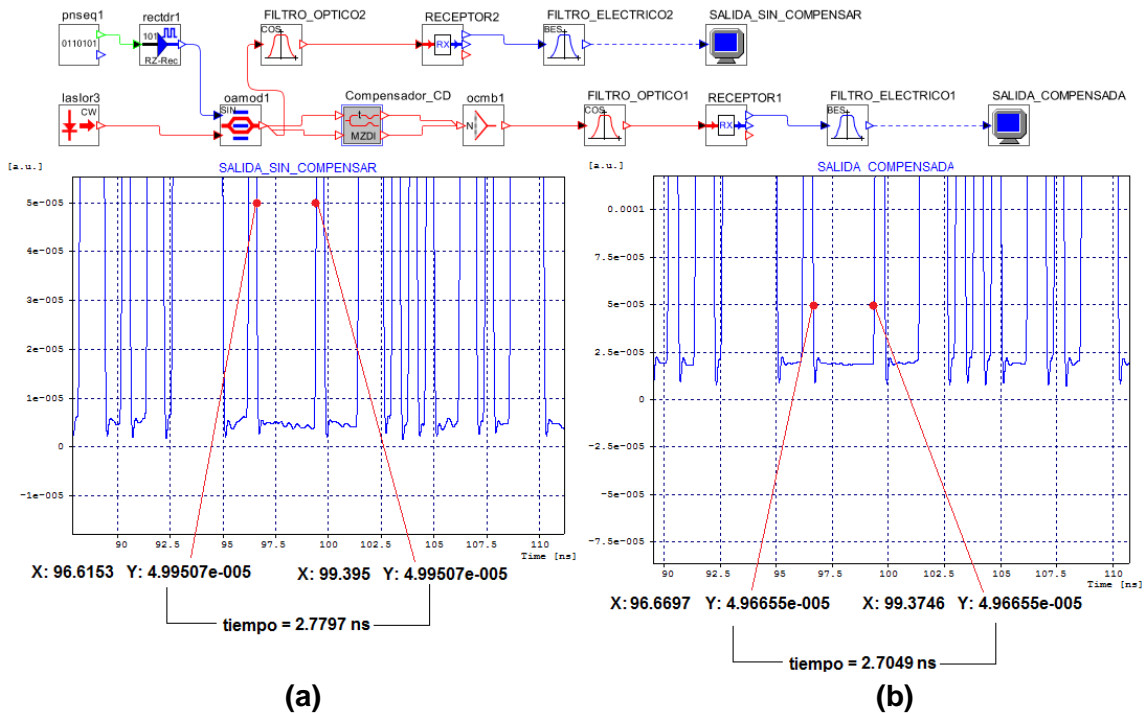 FILTRO_OPTICO2 RECEPTOR2 FILTRO_ELECTRICO2 SALIDA_SIN_COMPENSAR
pnseq1 rectdr1
0110101 101 RZ-Rec COS RX BES
laslor3 oamod1 Compensador_CD ocmb1 FILTRO_OPTICO1 RECEPTOR1 FILTRO_ELECTRICO1 SALIDA_COMPENSADA
CW SIN t MZDI N COS RX BES
[a.u.] SALIDA_SIN_COMPENSAR
5e-005
4e-005
3e-005
2e-005
1e-005
0
-1e-005
90 92.5 95 97.5 100 102.5 105 107.5 110
Time [ns]
X: 96.6153 Y: 4.99507e-005 X: 99.395 Y: 4.99507e-005
tiempo = 2.7797 ns
(a)
[a.u.] SALIDA COMPENSADA
0.0001
7.5e-005
5e-005
2.5e-005
0
-2.5e-005
-5e-005
-7.5e-005
90 92.5 95 97.5 100 102.5 105 107.5 110
Time [ns]
X: 96.6697 Y: 4.96655e-005 X: 99.3746 Y: 4.96655e-005
tiempo = 2.7049 ns
(b)